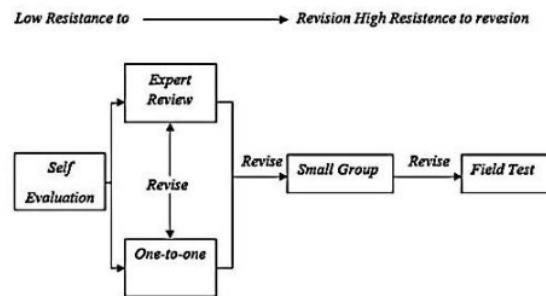 Low Resistance to Revision High Resistence to revesion
Expert
Review
Self
Evaluation
Revise
One-to-one
Revise
Small Group
Revise
Field Test